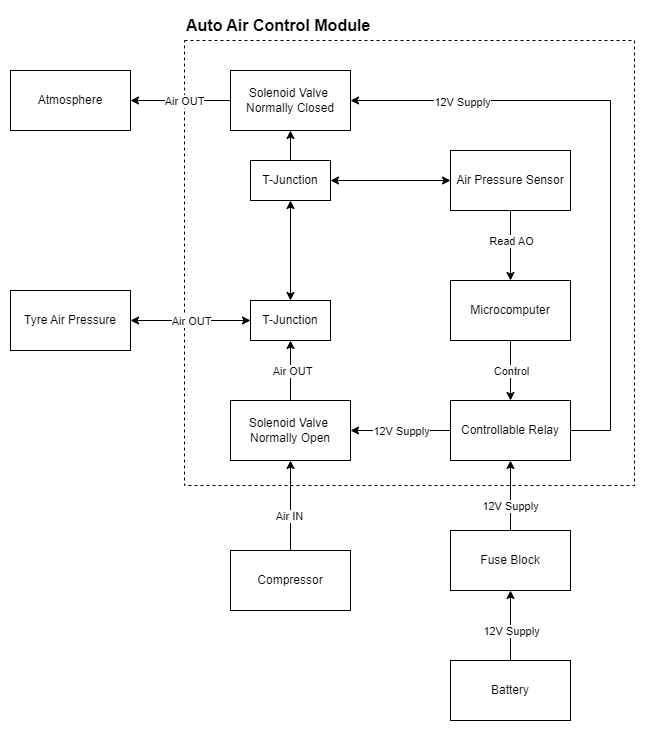 Auto Air Control Module
Atmosphere
Air OUT
Solenoid Valve
Normally Closed
12V Supply
T-Junction
Air Pressure Sensor
Read AO
Tyre Air Pressure
Air OUT
T-Junction
Microcomputer
Air OUT
Control
Solenoid Valve
Normally Open
12V Supply
Controllable Relay
Air IN
12V Supply
Compressor
Fuse Block
12V Supply
Battery